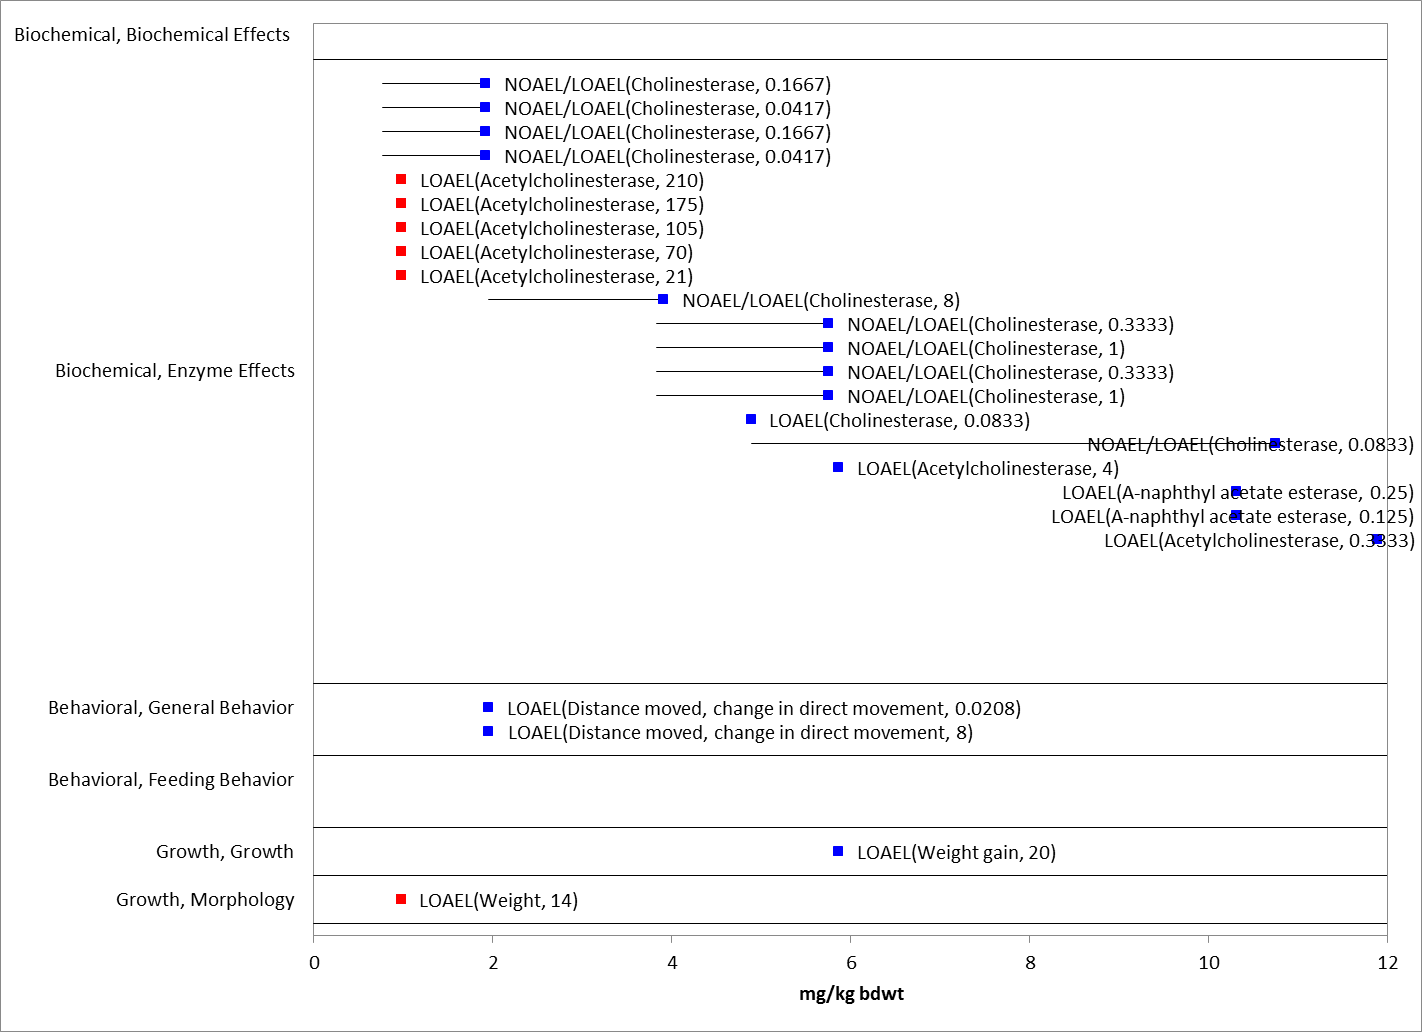 Biochemical, Biochemical Effects
NOAEL/LOAEL(Cholinesterase, 0.1667)
NOAEL/LOAEL(Cholinesterase, 0.0417)
NOAEL/LOAEL(Cholinesterase, 0.1667)
NOAEL/LOAEL(Cholinesterase, 0.0417)
LOAEL(Acetylcholinesterase, 210)
LOAEL(Acetylcholinesterase, 175)
LOAEL(Acetylcholinesterase, 105)
LOAEL(Acetylcholinesterase, 70)
LOAEL(Acetylcholinesterase, 21)
NOAEL/LOAEL(Cholinesterase, 8)
NOAEL/LOAEL(Cholinesterase, 0.3333)
NOAEL/LOAEL(Cholinesterase, 1)
Biochemical, Enzyme Effects
NOAEL/LOAEL(Cholinesterase, 0.3333)
NOAEL/LOAEL(Cholinesterase, 1)
LOAEL(Cholinesterase, 0.0833)
NOAEL/LOAEL(Cholinesterase, 0.0833)
LOAEL(Acetylcholinesterase, 4)
LOAEL(A-naphthyl acetate esterase, 0.25)
LOAEL(A-naphthyl acetate esterase, 0.125)
LOAEL(Acetylcholinesterase, 0.3333)
Behavioral, General Behavior
LOAEL(Distance moved, change in direct movement, 0.0208)
LOAEL(Distance moved, change in direct movement, 8)
Behavioral, Feeding Behavior
Growth, Growth
LOAEL(Weight gain, 20)
Growth, Morphology
LOAEL(Weight, 14)
0 2 4 6 8 10 12
mg/kg bdwt